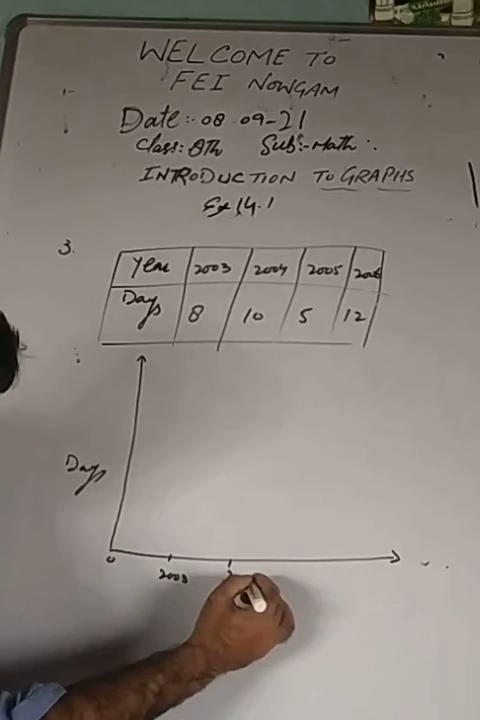 WELCOME TO
FEI NOWGAM
Date :- 08-09-21
Class: 8Th Sub:- Math :.
INTRODUCTION TO GRAPHS
Ex 14.1
3.
Year 2003 2004 2005 2006
Days 8 10 5 12
Days
0 2003